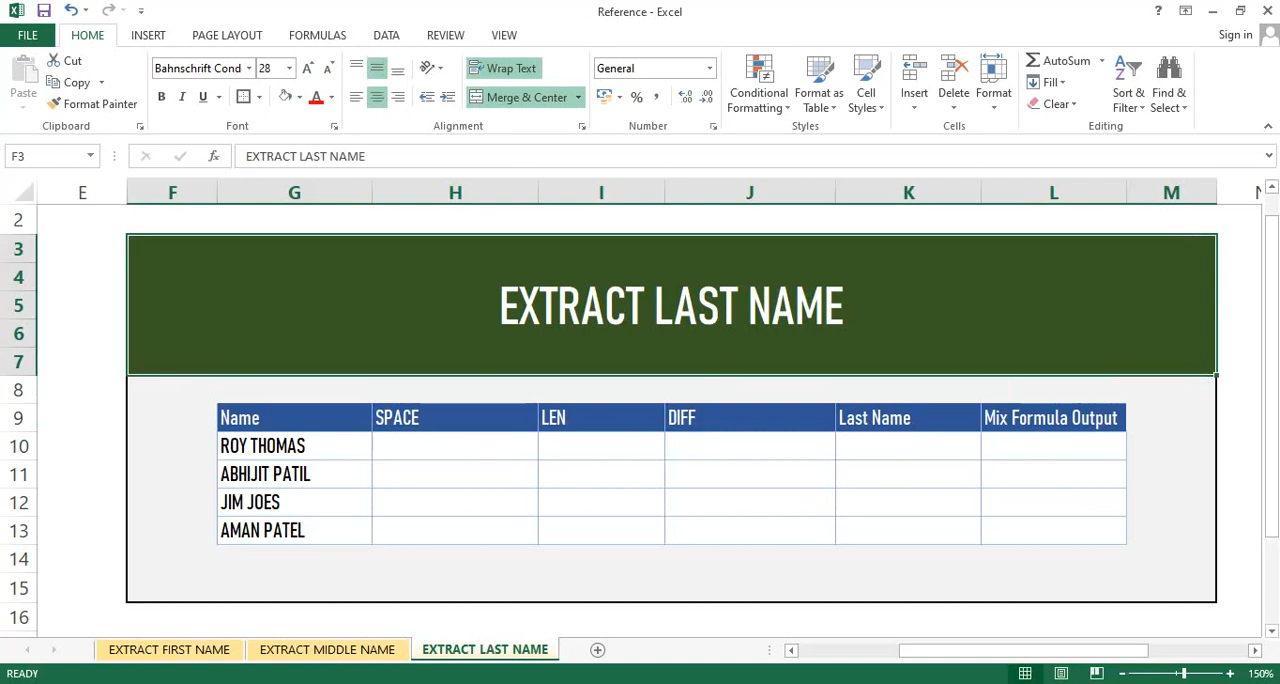 Reference - Excel
?
FILE HOME INSERT PAGE LAYOUT FORMULAS DATA REVIEW VIEW Sign in
Paste Cut Copy Format Painter
Bahnschrift Cond 28 A A
B I U A
Wrap Text
Merge & Center
General
%
Conditional Formatting Format as Table Cell Styles
Insert Delete Format
AutoSum Fill Clear
Sort & Filter Find & Select
Clipboard Font Alignment Number Styles Cells Editing
F3 fx EXTRACT LAST NAME
E F G H I J K L M
2
3
4
5
EXTRACT LAST NAME
6
7
8
9 Name SPACE LEN DIFF Last Name Mix Formula Output
10 ROY THOMAS
11 ABHIJIT PATIL
12 JIM JOES
13 AMAN PATEL
14
15
16
EXTRACT FIRST NAME EXTRACT MIDDLE NAME EXTRACT LAST NAME
READY 150%